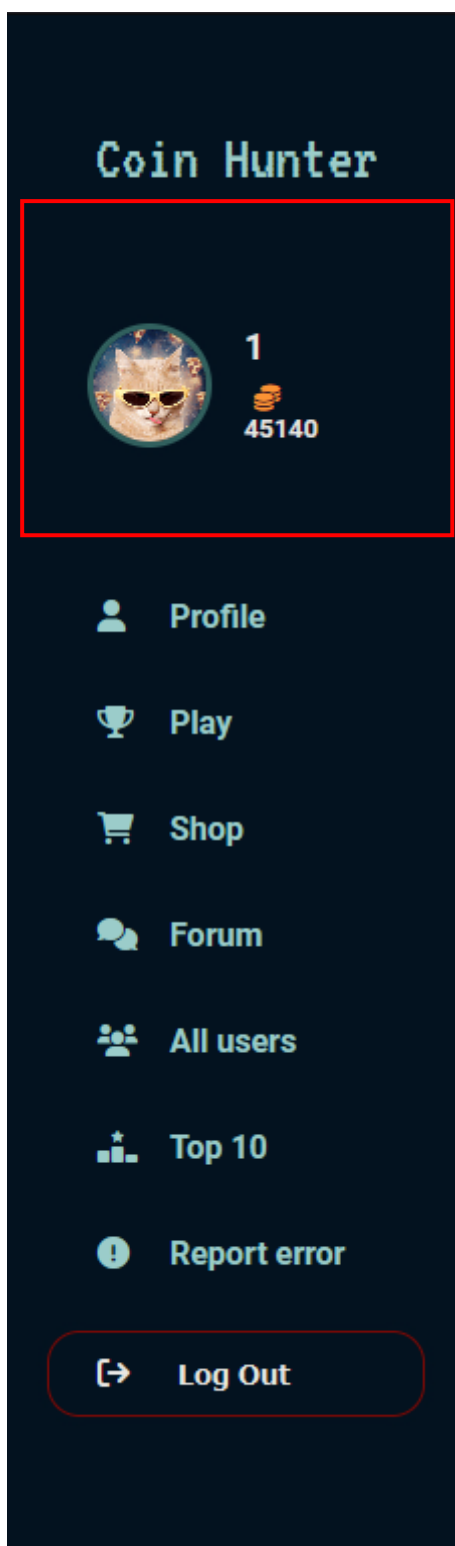 Coin Hunter
1
45140
Profile
Play
Shop
Forum
All users
Top 10
Report error
Log Out